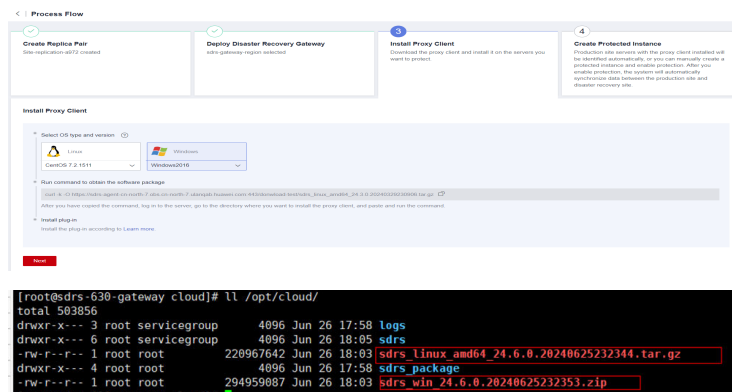 < | Process Flow
3
4
Create Replica Pair
Site-replication-a972 created
Deploy Disaster Recovery Gateway
sdrs-gateway-region selected
Install Proxy Client
Download the proxy client and install it on the servers you want to protect
Create Protected Instance
Production site servers with the proxy client installed will be identified automatically, or you can manually create a protected instance and enable protection. After you enable protection, the system will automatically synchronize data between the production site and disaster recovery site.
Install Proxy Client
* Select OS type and version ?
Linux
CentOS 7.2.1511
Windows
Windows2016
* Run command to obtain the software package
After you have copied the command, log in to the server, go to the directory where you want to install the proxy client, and paste and run the command.
* Install plug-in
Install the plug-in according to Learn more.
Next
[root@sdrs-630-gateway cloud]# ll /opt/cloud/
total 503856
drwxr-x--- 3 root servicegroup 4096 Jun 26 17:58 logs
drwxr-x--- 6 root servicegroup 4096 Jun 26 18:05 sdrs
-rw-r--r-- 1 root root 220967642 Jun 26 18:03 sdrs_linux_amd64_24.6.0.20240625232344.tar.gz
drwxr-x--- 4 root root 4096 Jun 26 17:58 sdrs_package
-rw-r--r-- 1 root root 294959087 Jun 26 18:03 sdrs_win_24.6.0.20240625232353.zip